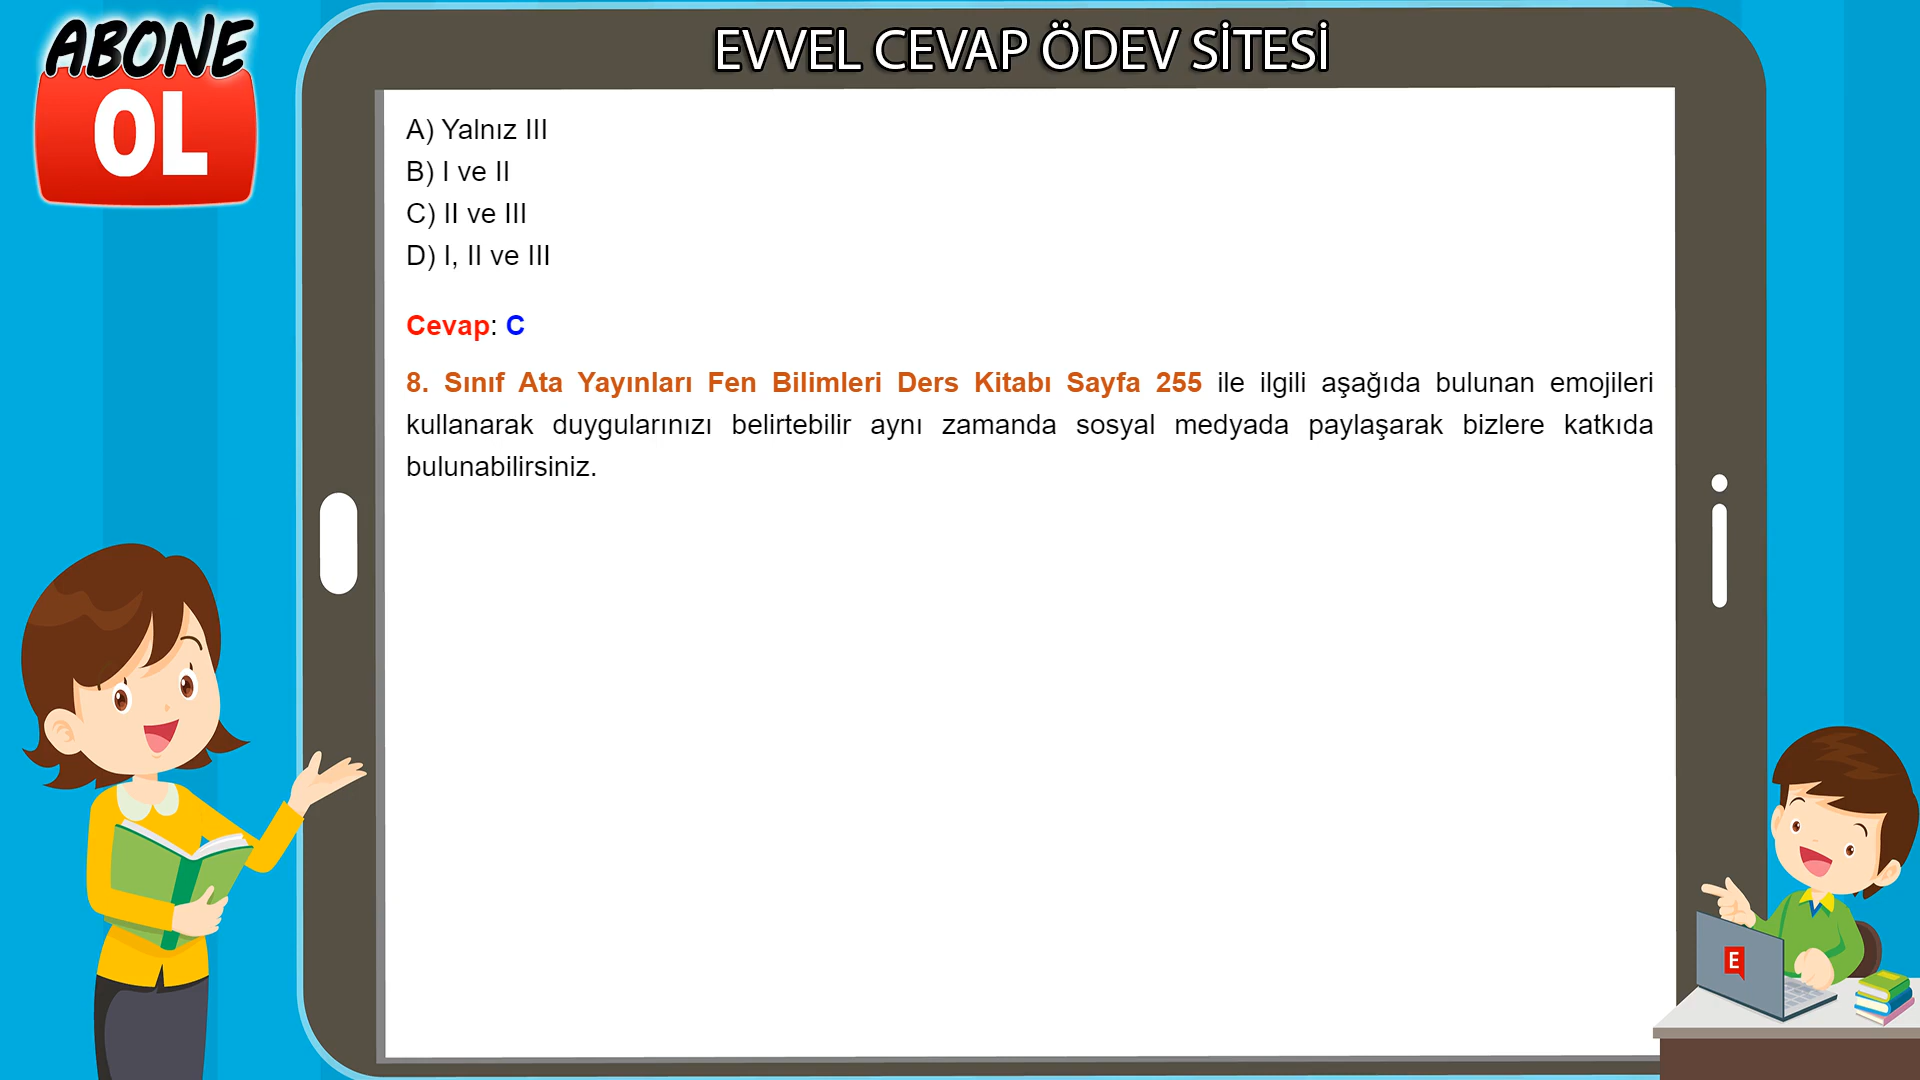 ABONE
OL
EVVEL CEVAP ÖDEV SİTESİ
A) Yalnız III
B) I ve II
C) II ve III
D) I, II ve III
Cevap: C
8. Sınıf Ata Yayınları Fen Bilimleri Ders Kitabı Sayfa 255 ile ilgili aşağıda bulunan emojileri
kullanarak duygularınızı belirtebilir aynı zamanda sosyal medyada paylaşarak bizlere katkıda
bulunabilirsiniz.
E